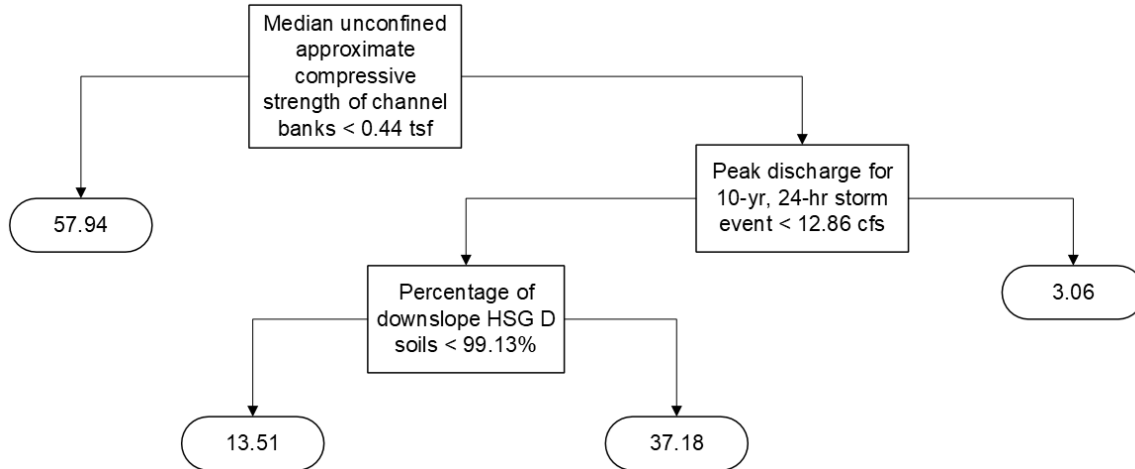 Median unconfined
approximate
compressive
strength of channel
banks < 0.44 tsf
Peak discharge for
10-yr, 24-hr storm
event < 12.86 cfs
57.94
Percentage of
downslope HSG D
soils < 99.13%
3.06
13.51
37.18